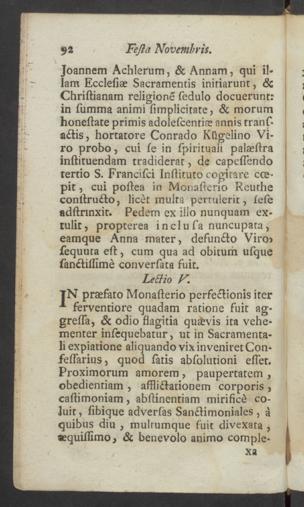 92 Festa Novembris.
Joannem Achlerum, & Annam, qui il-
lam Ecclesiæ Sacramentis initiarunt, &
Christianam religionē sedulo docuerunt:
in summa animi simplicitate, & morum
honestate primis adolescentiæ annis trans-
actis, hortatore Conrado Kügelino Vi-
ro probo, cui se in spirituali palæstra
instituendam tradiderat, de capessendo
tertio S. Francisci Instituto cogitare cœ-
pit, cui postea in Monasterio Reuthe
constructo, licèt multa pertulerit, sese
adstrinxit. Pedem ex illo nunquam ex-
tulit, propterea inclusa nuncupata,
eamque Anna mater, defuncto Viro,
sequuta est, cum qua ad obitum usque
sanctissimè conversata fuit.
Lectio V.
IN præfato Monasterio perfectionis iter
ferventiore quadam ratione fuit ag-
gressa, & odio flagitia quævis ita vehe-
menter insequebatur, ut in Sacramenta-
li expiatione aliquando vix inveniret Con-
fessarius, quod satis absolutioni esset.
Proximorum amorem, paupertatem,
obedientiam, afflictationem corporis,
castimoniam, abstinentiam mirificè co-
luit, sibique adversas Sanctimoniales, à
quibus diu, multumque fuit divexata,
æquissimo, & benevolo animo comple-
xa